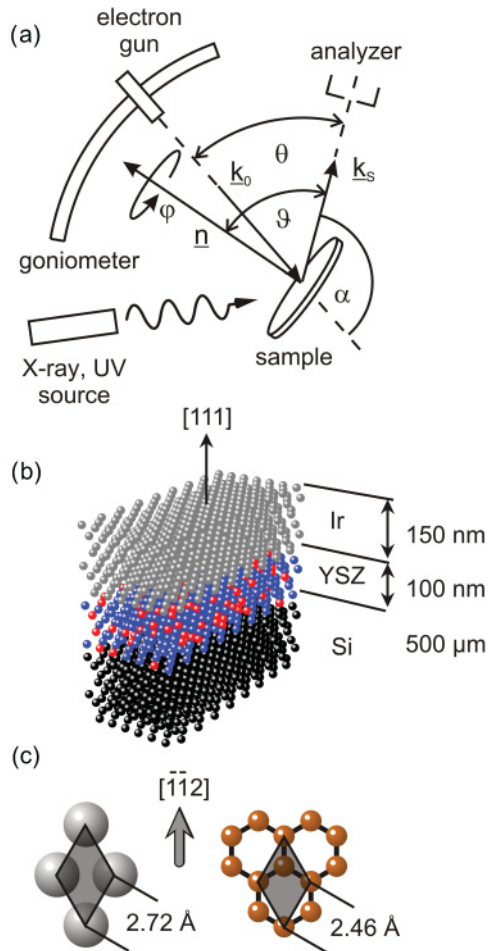 (a)
electron
gun
analyzer
θ
k₀
kₛ
φ
ϑ
n
goniometer
α
sample
X-ray, UV
source
[111]
(b)
Ir
150 nm
YSZ
100 nm
Si
500 µm
(c)
[1̄1̄2]
2.72 Å
2.46 Å